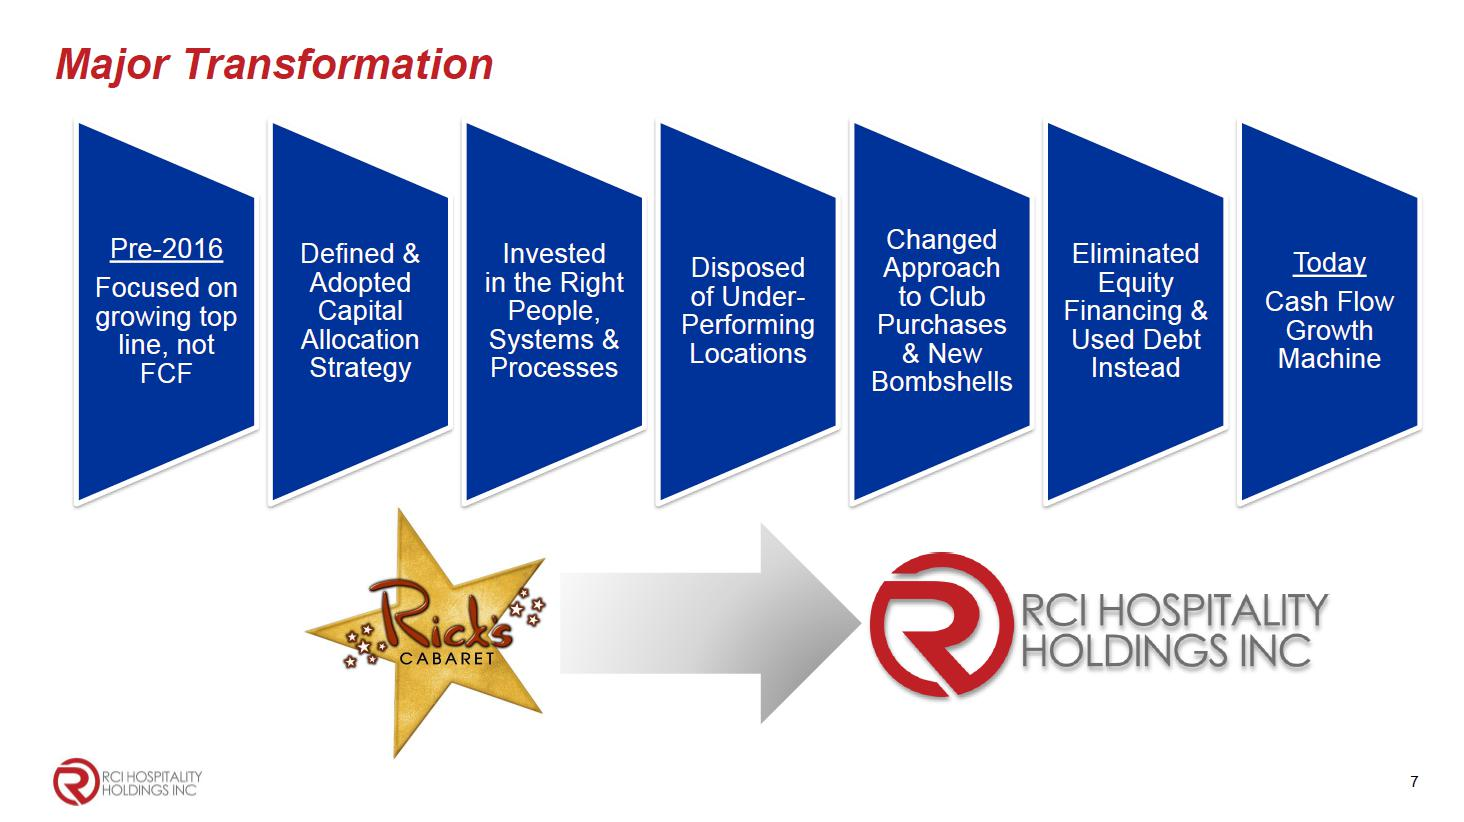 Major Transformation
Pre-2016
Focused on
growing top
line, not
FCF
Defined &
Adopted
Capital
Allocation
Strategy
Invested
in the Right
People,
Systems &
Processes
Disposed
of Under-
Performing
Locations
Changed
Approach
to Club
Purchases
& New
Bombshells
Eliminated
Equity
Financing &
Used Debt
Instead
Today
Cash Flow
Growth
Machine
Rick's
CABARET
RCI HOSPITALITY
HOLDINGS INC
RCI HOSPITALITY
HOLDINGS INC
7